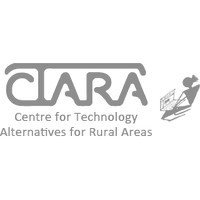 CTARA
Centre for Technology
Alternatives for Rural Areas